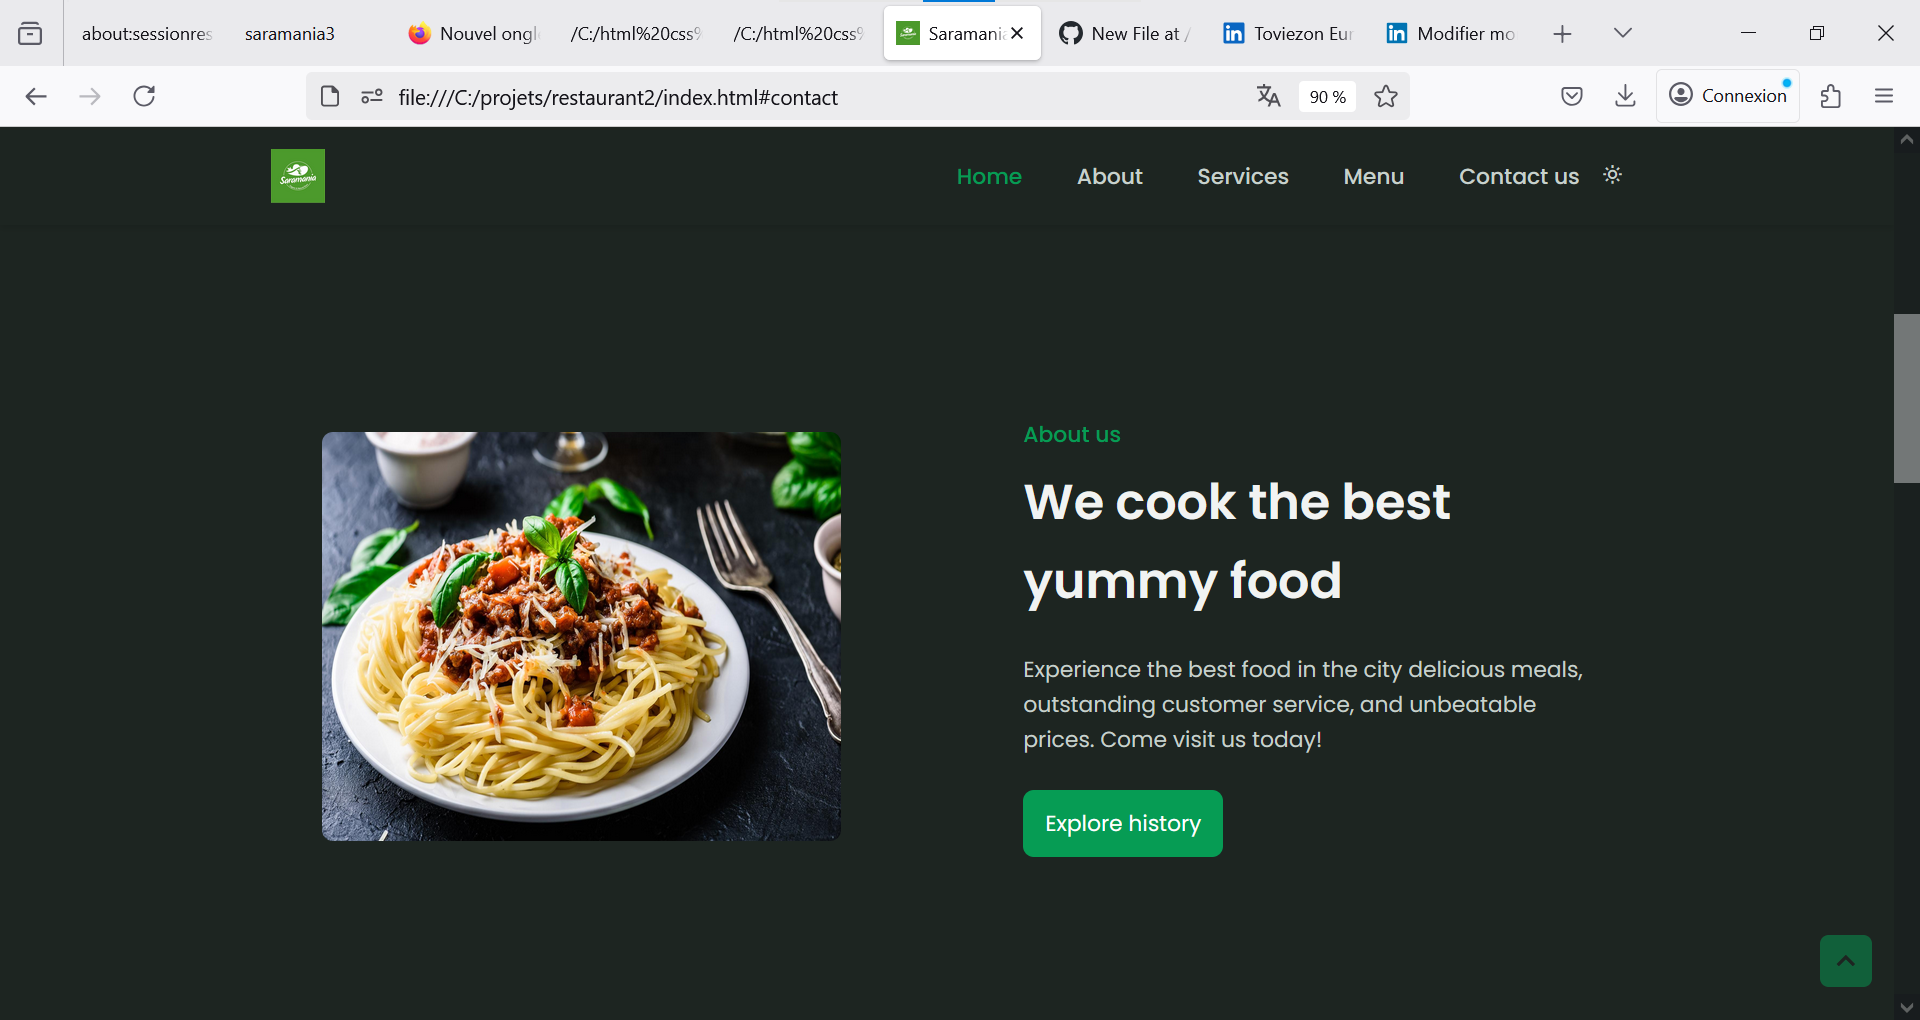 about:sessionres
saramania3
Nouvel ongl
/C:/html%20css%
/C:/html%20css%
Saramani
New File at /
Toviezon Eur
Modifier mo
file:///C:/projets/restaurant2/index.html#contact
90 %
Connexion
Saramania
Home
About
Services
Menu
Contact us
About us
We cook the best
yummy food
Experience the best food in the city delicious meals,
outstanding customer service, and unbeatable
prices. Come visit us today!
Explore history